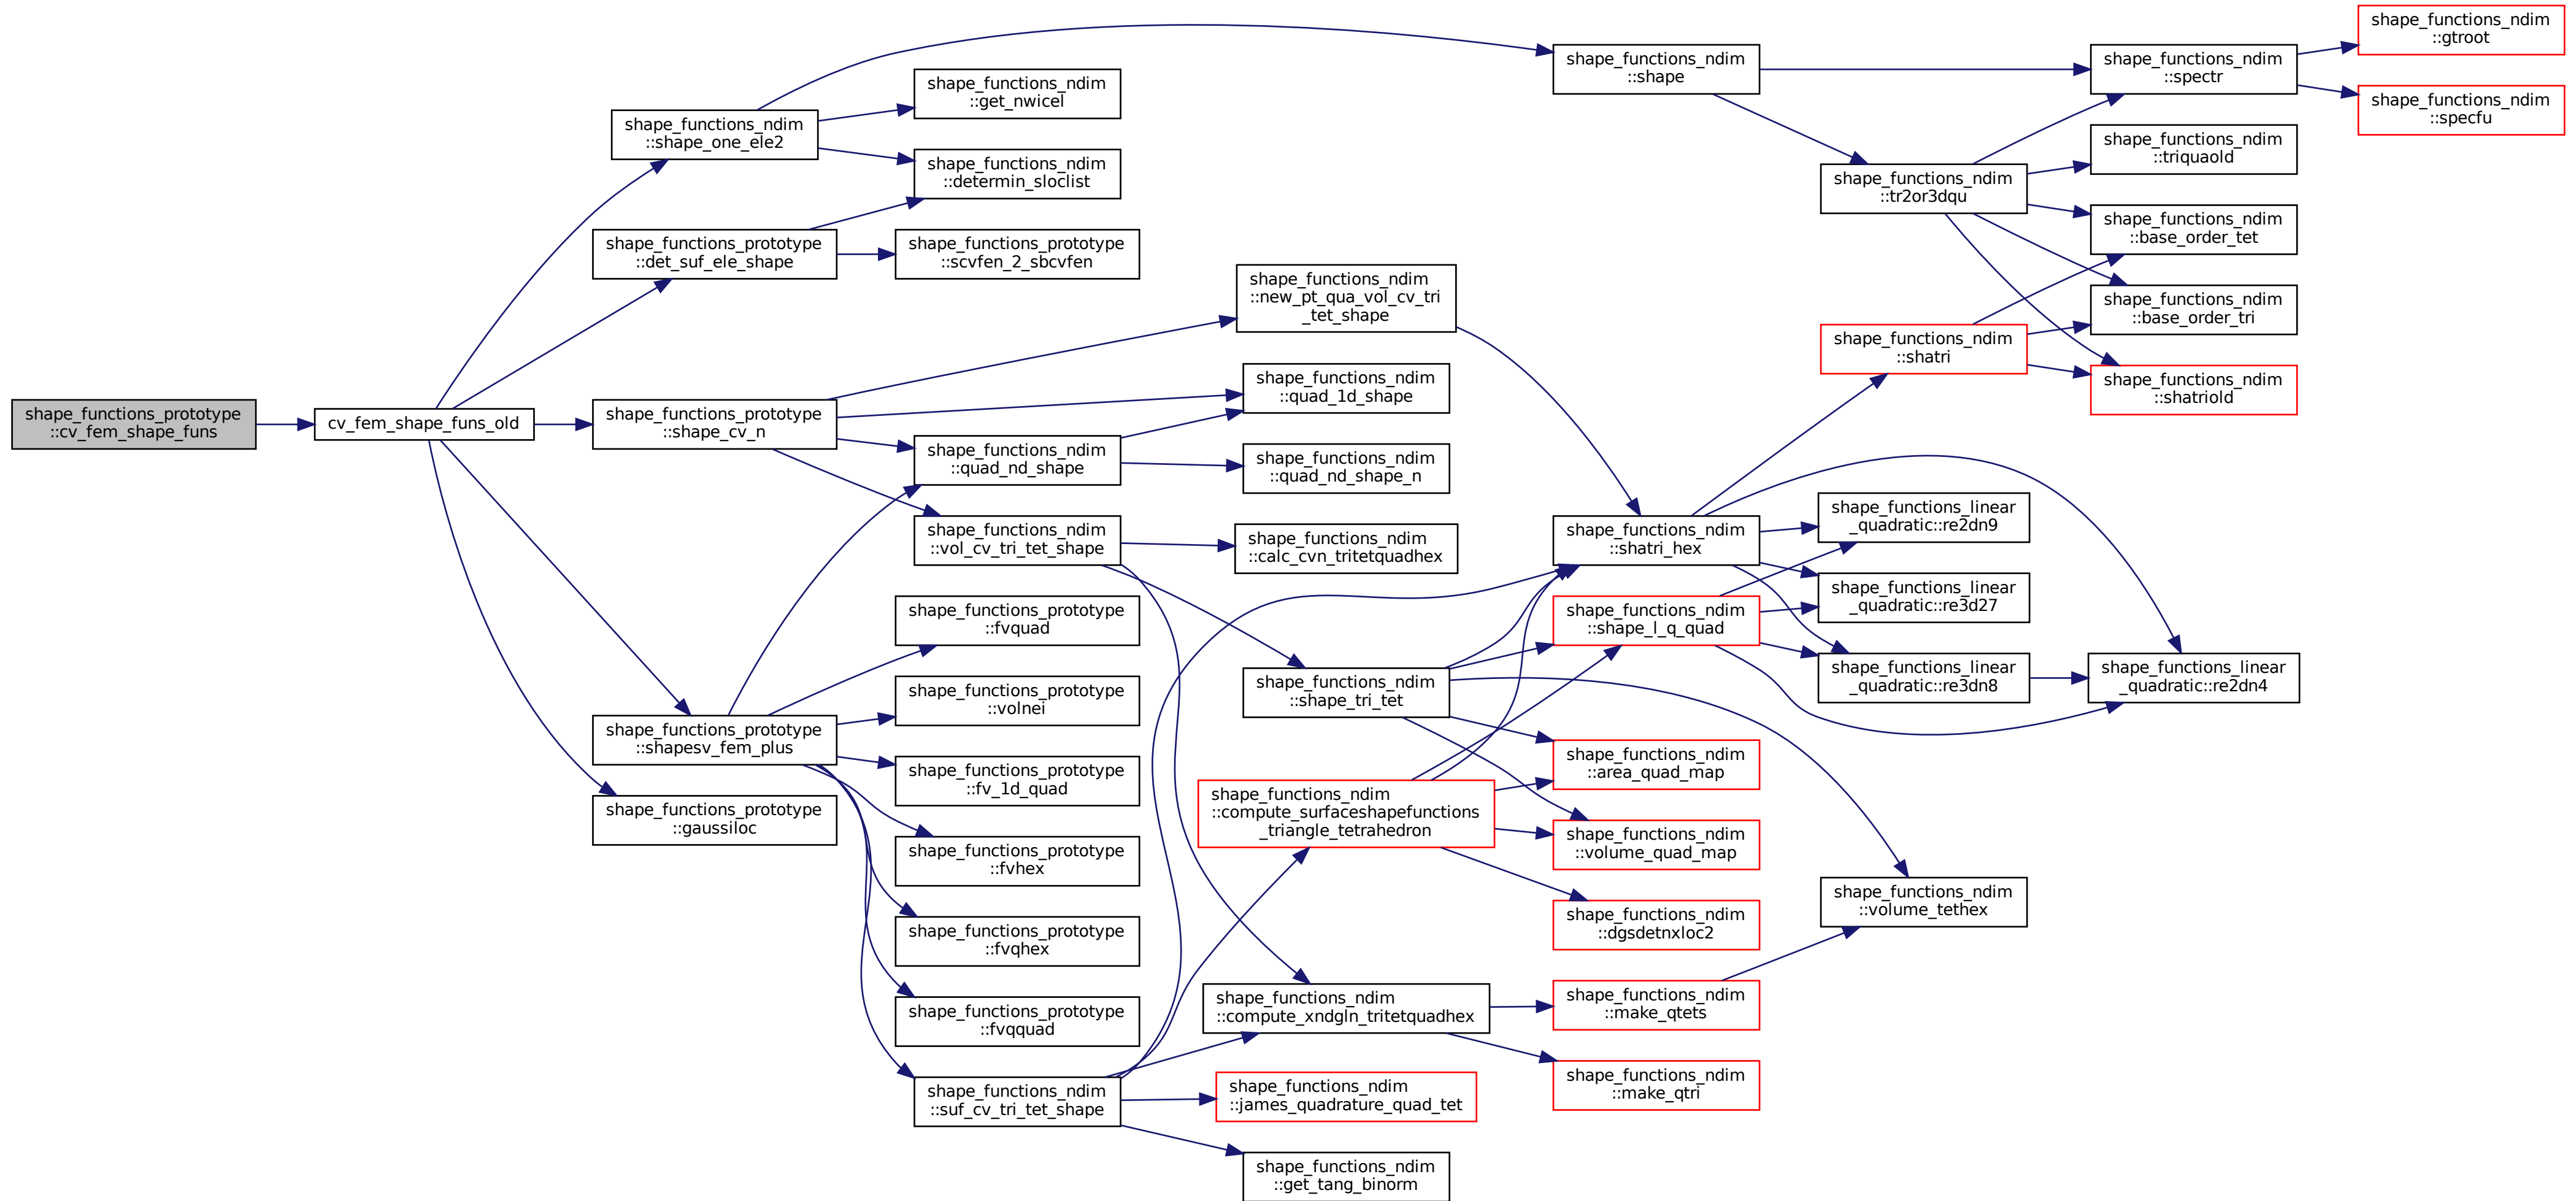 shape_functions_prototype
::cv_fem_shape_funs
cv_fem_shape_funs_old
shape_functions_ndim
::shape_one_ele2
shape_functions_prototype
::det_suf_ele_shape
shape_functions_prototype
::shape_cv_n
shape_functions_prototype
::shapesv_fem_plus
shape_functions_prototype
::gaussiloc
shape_functions_ndim
::get_nwicel
shape_functions_ndim
::determin_sloclist
shape_functions_prototype
::scvfen_2_sbcvfen
shape_functions_ndim
::quad_nd_shape
shape_functions_ndim
::vol_cv_tri_tet_shape
shape_functions_prototype
::fvquad
shape_functions_prototype
::volnei
shape_functions_prototype
::fv_1d_quad
shape_functions_prototype
::fvhex
shape_functions_prototype
::fvqhex
shape_functions_prototype
::fvqquad
shape_functions_ndim
::suf_cv_tri_tet_shape
shape_functions_ndim
::new_pt_qua_vol_cv_tri
_tet_shape
shape_functions_ndim
::quad_1d_shape
shape_functions_ndim
::quad_nd_shape_n
shape_functions_ndim
::calc_cvn_tritetquadhex
shape_functions_ndim
::shape_tri_tet
shape_functions_ndim
::compute_surfaceshapefunctions
_triangle_tetrahedron
shape_functions_ndim
::compute_xndgln_tritetquadhex
shape_functions_ndim
::james_quadrature_quad_tet
shape_functions_ndim
::get_tang_binorm
shape_functions_ndim
::shape
shape_functions_ndim
::shatri_hex
shape_functions_ndim
::shape_l_q_quad
shape_functions_ndim
::area_quad_map
shape_functions_ndim
::volume_quad_map
shape_functions_ndim
::dgsdetnxloc2
shape_functions_ndim
::make_qtets
shape_functions_ndim
::make_qtri
shape_functions_ndim
::tr2or3dqu
shape_functions_ndim
::shatri
shape_functions_linear
_quadratic::re2dn9
shape_functions_linear
_quadratic::re3d27
shape_functions_linear
_quadratic::re3dn8
shape_functions_ndim
::volume_tethex
shape_functions_ndim
::spectr
shape_functions_ndim
::triquaold
shape_functions_ndim
::base_order_tet
shape_functions_ndim
::base_order_tri
shape_functions_ndim
::shatriold
shape_functions_linear
_quadratic::re2dn4
shape_functions_ndim
::gtroot
shape_functions_ndim
::specfu